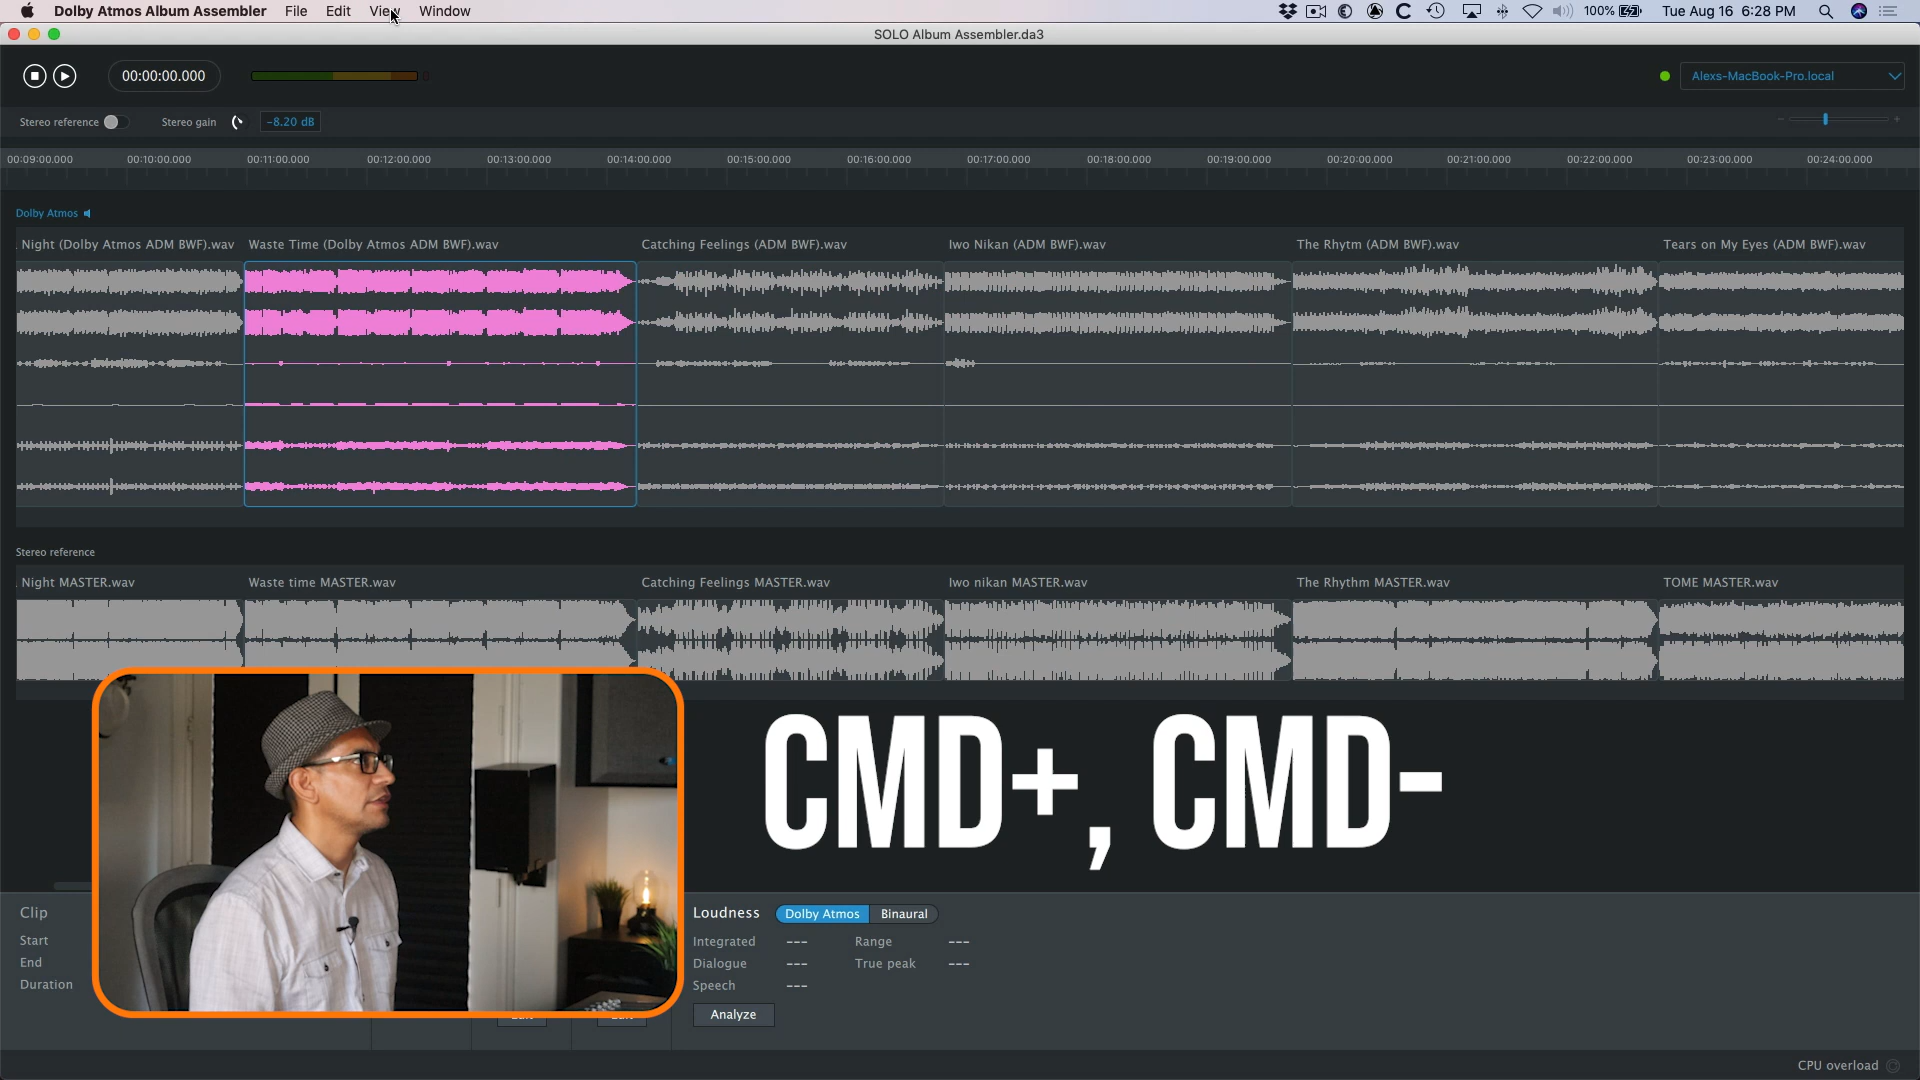 Dolby Atmos Album Assembler File Edit View Window 100% Tue Aug 16 6:28 PM
SOLO Album Assembler.da3
00:00:00.000 0 Alexs-MacBook-Pro.local
Stereo reference Stereo gain -8.20 dB
00:09:00.000 00:10:00.000 00:11:00.000 00:12:00.000 00:13:00.000 00:14:00.000 00:15:00.000 00:16:00.000 00:17:00.000 00:18:00.000 00:19:00.000 00:20:00.000 00:21:00.000 00:22:00.000 00:23:00.000 00:24:00.000
Dolby Atmos
. Night (Dolby Atmos ADM BWF).wav Waste Time (Dolby Atmos ADM BWF).wav Catching Feelings (ADM BWF).wav Iwo Nikan (ADM BWF).wav The Rhytm (ADM BWF).wav Tears on My Eyes (ADM BWF).wav
Stereo reference
. Night MASTER.wav Waste time MASTER.wav Catching Feelings MASTER.wav Iwo nikan MASTER.wav The Rhythm MASTER.wav TOME MASTER.wav
CMD+, CMD-
Clip
Start
End
Duration
Loudness Dolby Atmos Binaural
Integrated --- Range ---
Dialogue --- True peak ---
Speech ---
Analyze
CPU overload